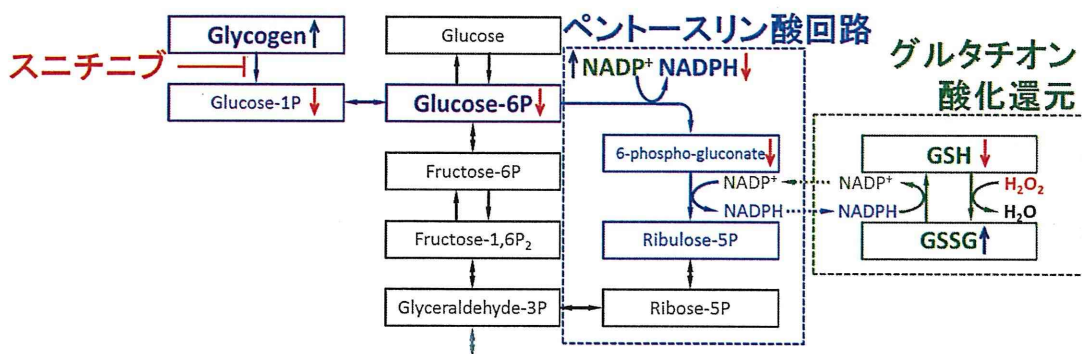 ペントースリン酸回路
Glycogen↑
Glucose
グルタチオン
酸化還元
スニチニブ
↑NADP⁺ NADPH↓
Glucose-1P↓
Glucose-6P↓
6-phospho-gluconate↓
GSH↓
Fructose-6P
NADP⁺
NADP⁺
H₂O₂
NADPH
NADPH
H₂O
Fructose-1,6P₂
Ribulose-5P
GSSG↑
Glyceraldehyde-3P
Ribose-5P